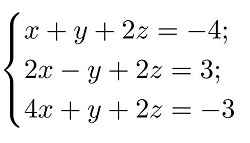 x + y + 2z = −4;
2x − y + 2z = 3;
4x + y + 2z = −3